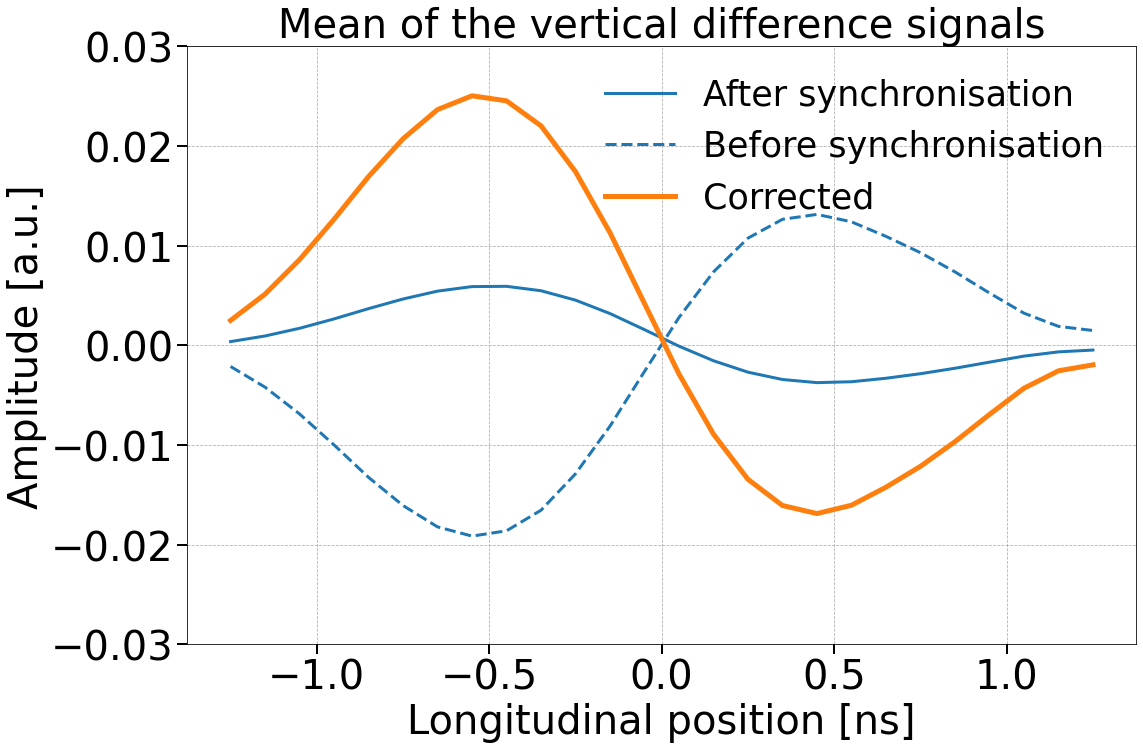 Mean of the vertical difference signals
0.03
0.02
0.01
0.00
−0.01
−0.02
−0.03
Amplitude [a.u.]
After synchronisation
Before synchronisation
Corrected
−1.0 −0.5 0.0 0.5 1.0
Longitudinal position [ns]